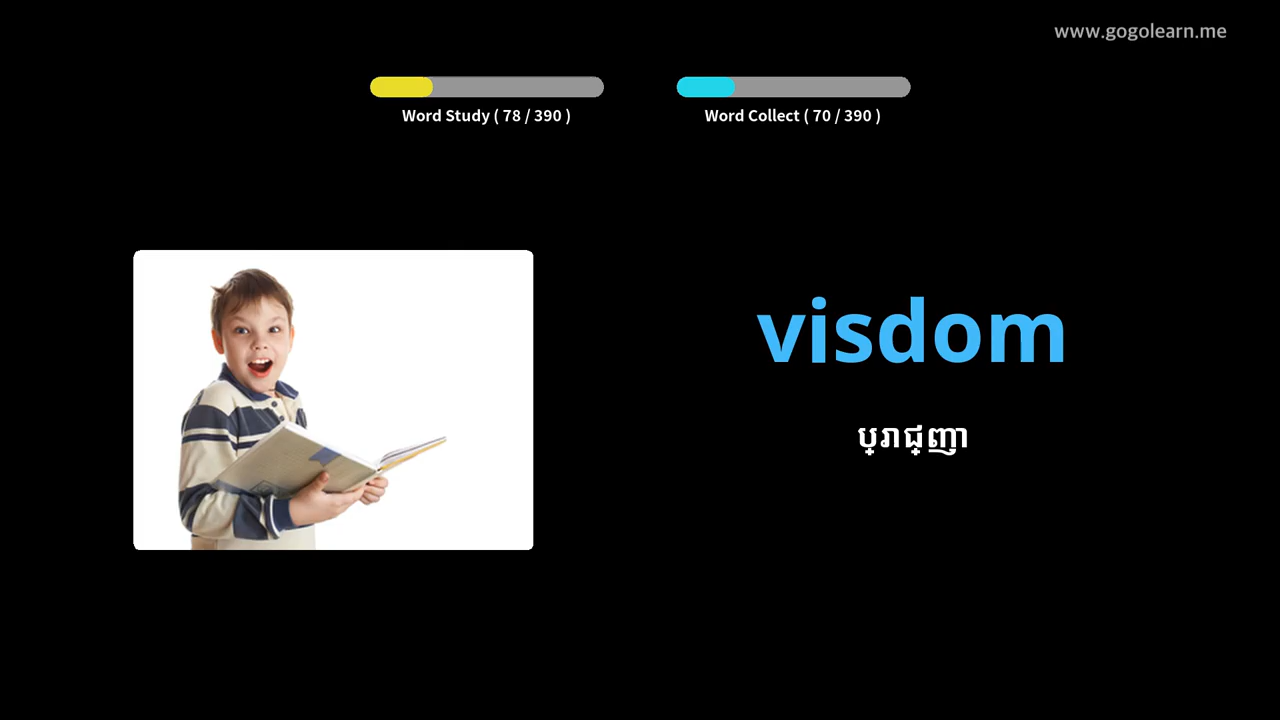 www.gogolearn.me
Word Study ( 78 / 390 )
Word Collect ( 70 / 390 )
visdom
ប្រាជ្ញា